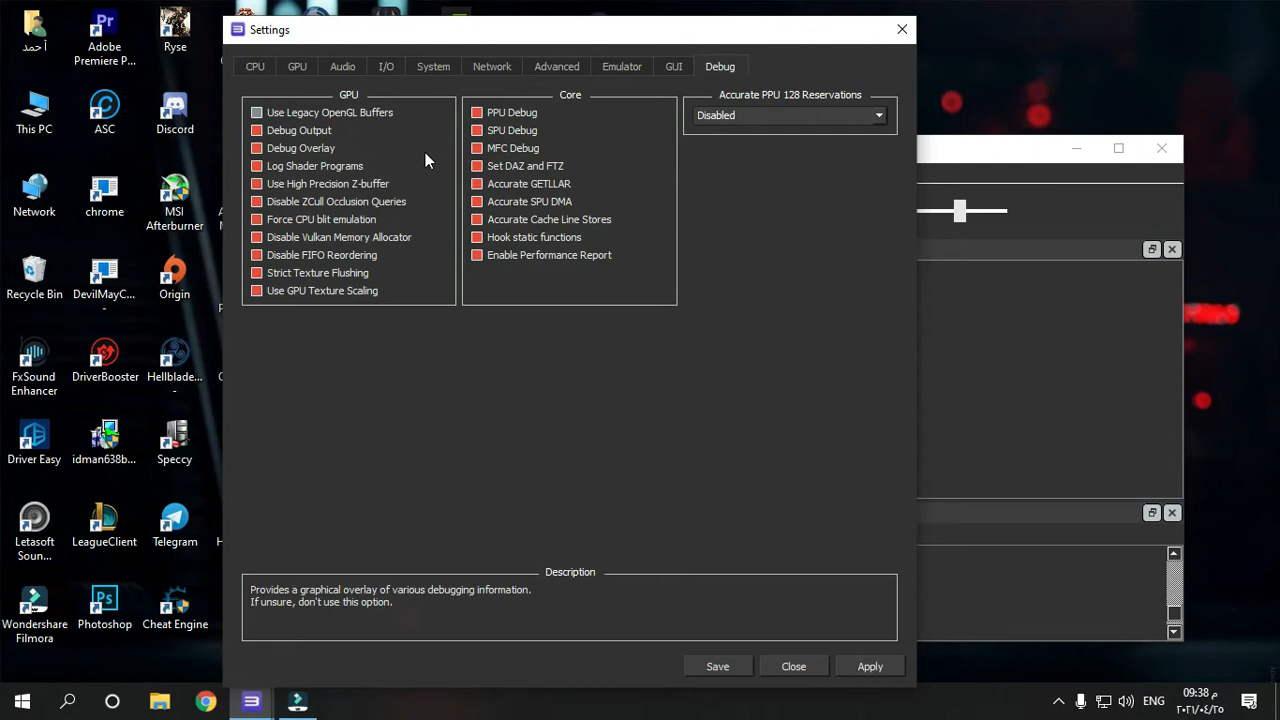 أحمد
Adobe
Premiere P...
Ryse
This PC
ASC
Discord
Network
chrome
MSI
Afterburner
Recycle Bin
DevilMayC...
-
Origin
FxSound
Enhancer
DriverBooster
Hellblade...
-
Driver Easy
idman638b...
Speccy
Letasoft
Soun...
LeagueClient
Telegram
Wondershare
Filmora
Photoshop
Cheat Engine
Settings
CPU
GPU
Audio
I/O
System
Network
Advanced
Emulator
GUI
Debug
GPU
Use Legacy OpenGL Buffers
Debug Output
Debug Overlay
Log Shader Programs
Use High Precision Z-buffer
Disable ZCull Occlusion Queries
Force CPU blit emulation
Disable Vulkan Memory Allocator
Disable FIFO Reordering
Strict Texture Flushing
Use GPU Texture Scaling
Core
PPU Debug
SPU Debug
MFC Debug
Set DAZ and FTZ
Accurate GETLLAR
Accurate SPU DMA
Accurate Cache Line Stores
Hook static functions
Enable Performance Report
Accurate PPU 128 Reservations
Disabled
Description
Provides a graphical overlay of various debugging information.
If unsure, don't use this option.
Save
Close
Apply
ENG
09:38 م
٢٠٢١/٠٤/٢٥